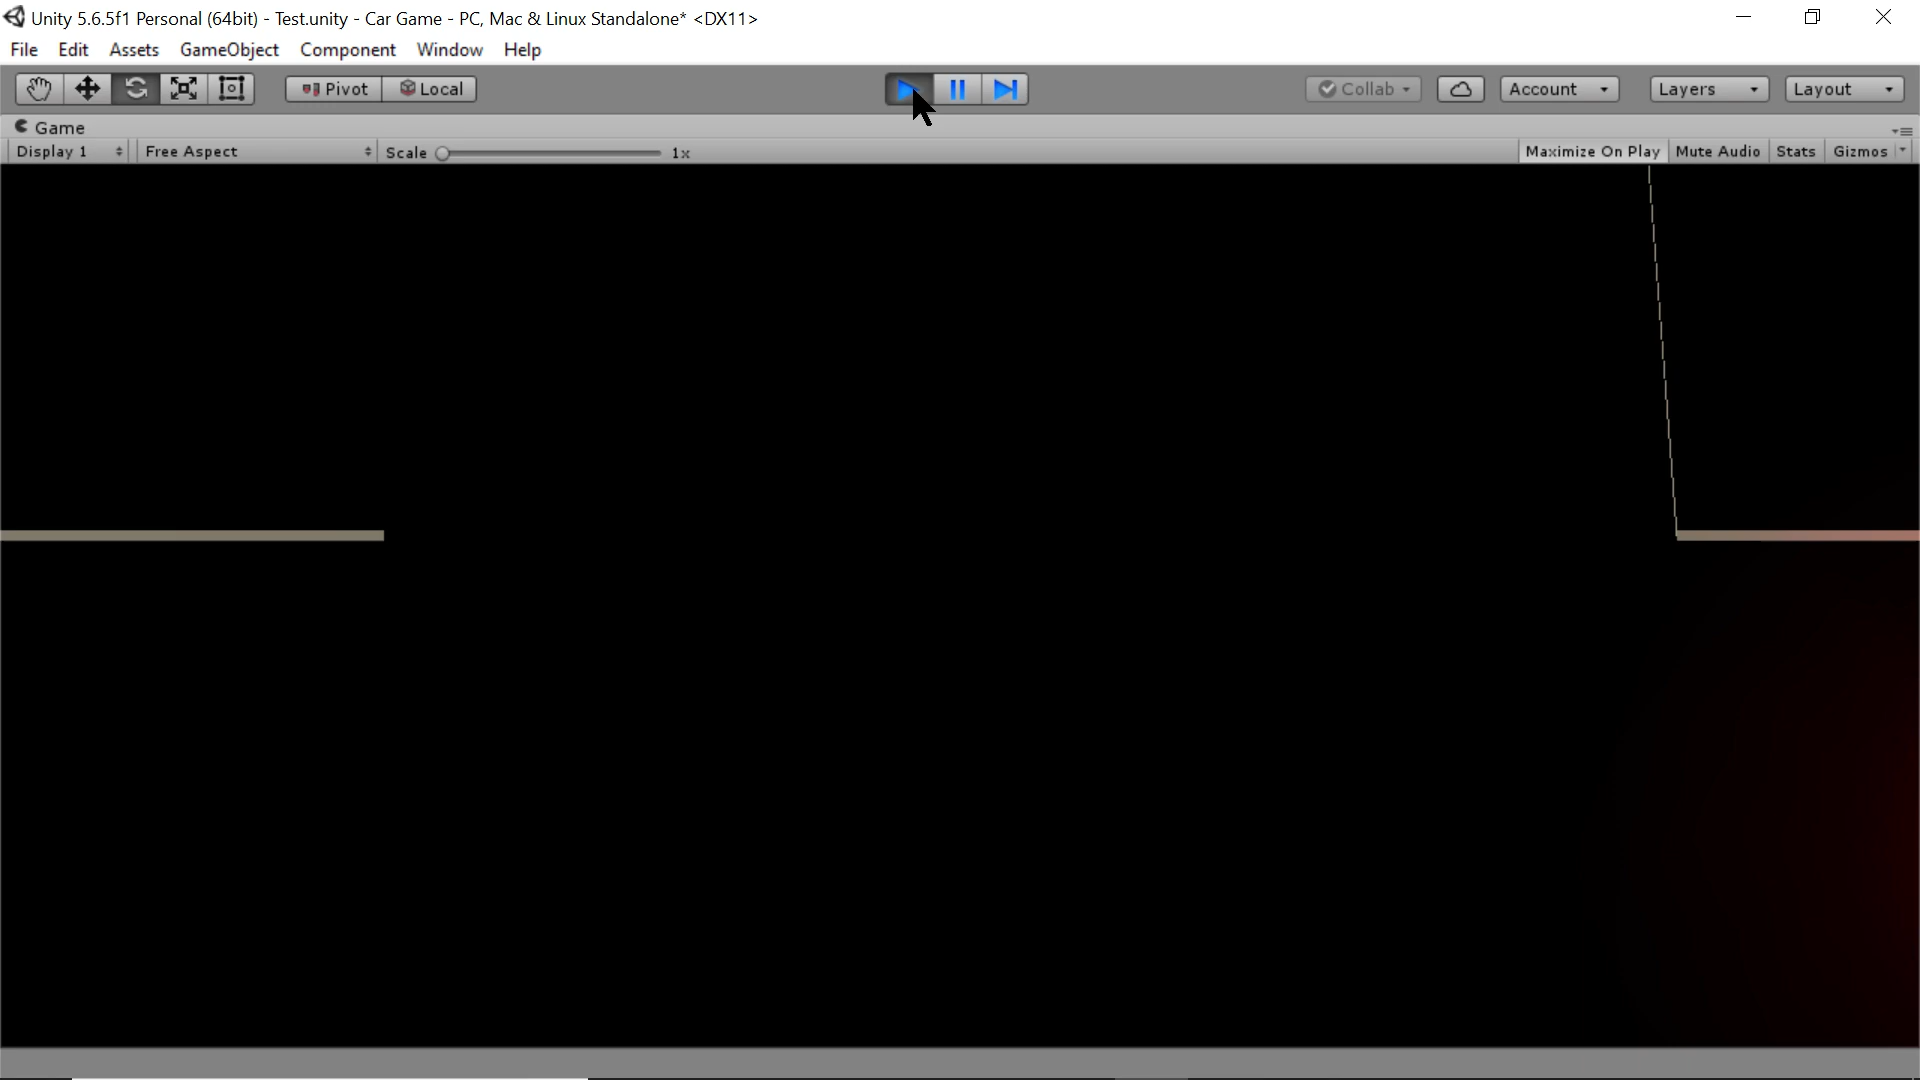 Unity 5.6.5f1 Personal (64bit) - Test.unity - Car Game - PC, Mac & Linux Standalone* <DX11>
File Edit Assets GameObject Component Window Help
Pivot Local Collab Account Layers Layout
Game
Display 1 Free Aspect Scale 1x Maximize On Play Mute Audio Stats Gizmos